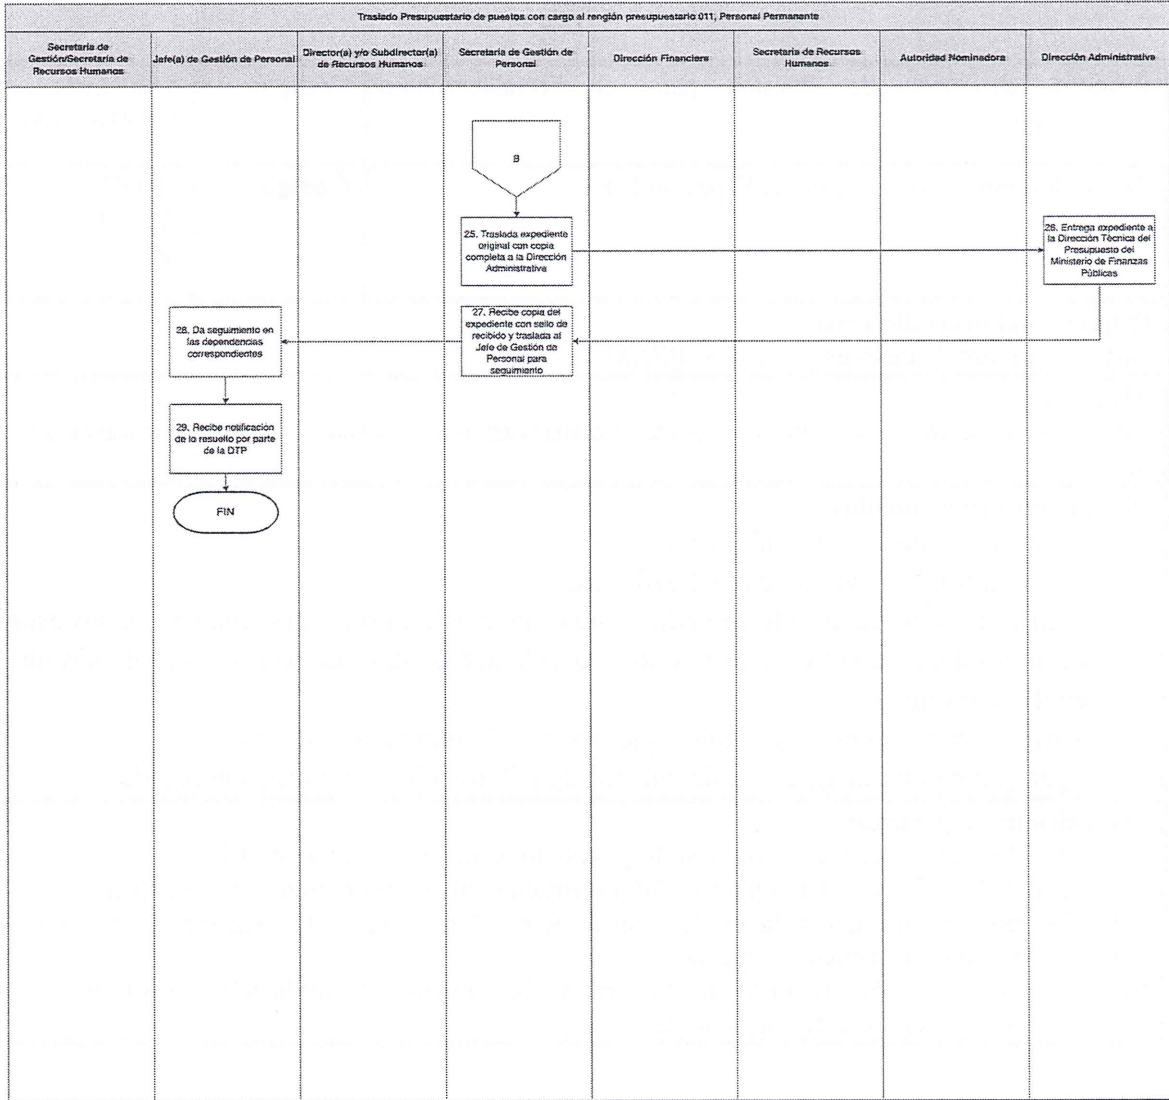 Traslado Presupuestario de puestos con cargo al renglón presupuestario 011, Personal Permanente
Secretaria de
Gestión/Secretaria de
Recursos Humanos
Jefe(a) de Gestión de Personal
Director(a) y/o Subdirector(a)
de Recursos Humanos
Secretaria de Gestión de
Personal
Dirección Financiera
Secretaria de Recursos
Humanos
Autoridad Nominadora
Dirección Administrativa
B
25. Traslada expediente
original con copia
completa a la Dirección
Administrativa
26. Entrega expediente a
la Dirección Técnica del
Presupuesto del
Ministerio de Finanzas
Públicas
27. Recibe copia del
expediente con sello de
recibido y traslada al
Jefe de Gestión de
Personal para
seguimiento
28. Da seguimiento en
las dependencias
correspondientes
29. Recibe notificación
de lo resuelto por parte
de la DTP
FIN